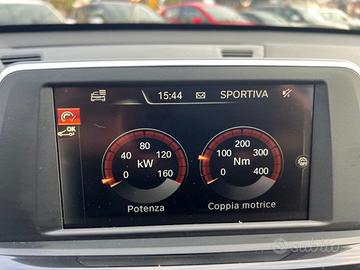 15:44 SPORTIVA
OK
80
40 120
kW
0 160
200
100 300
Nm
0 400
Potenza
Coppia motrice
subito